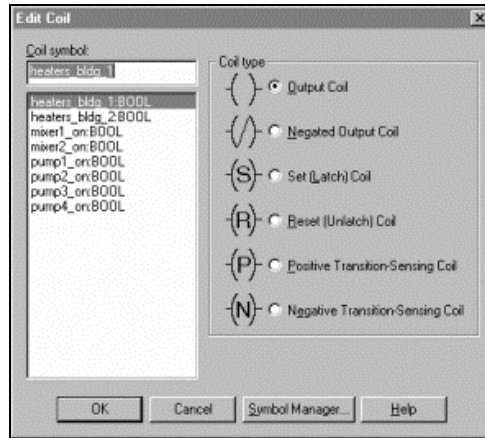 Edit Coil
Coil symbol:
heaters_bldg_1
heaters_bldg_1:BOOL
heaters_bldg_2:BOOL
mixer1_on:BOOL
mixer2_on:BOOL
pump1_on:BOOL
pump2_on:BOOL
pump3_on:BOOL
pump4_on:BOOL
Coil type
( ) Output Coil
(/) Negated Output Coil
(S) Set (Latch) Coil
(R) Reset (Unlatch) Coil
(P) Positive Transition-Sensing Coil
(N) Negative Transition-Sensing Coil
OK Cancel Symbol Manager... Help